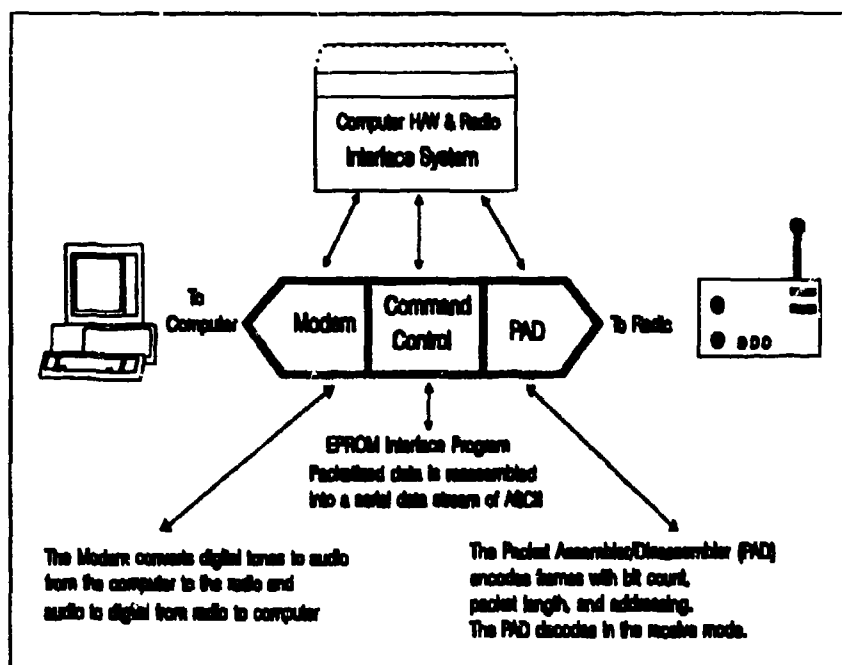 Computer H/W & Radio
Interface System
To
Computer
Modem
Command
Control
PAD
To Radio
EPROM Interface Program
Packetized data is reassembled
into a serial data stream of ASCII
The Modem converts digital tones to audio
from the computer to the radio and
audio to digital from radio to computer
The Packet Assembler/Disassembler (PAD)
encodes frames with bit count,
packet length, and addressing.
The PAD decodes in the receive mode.